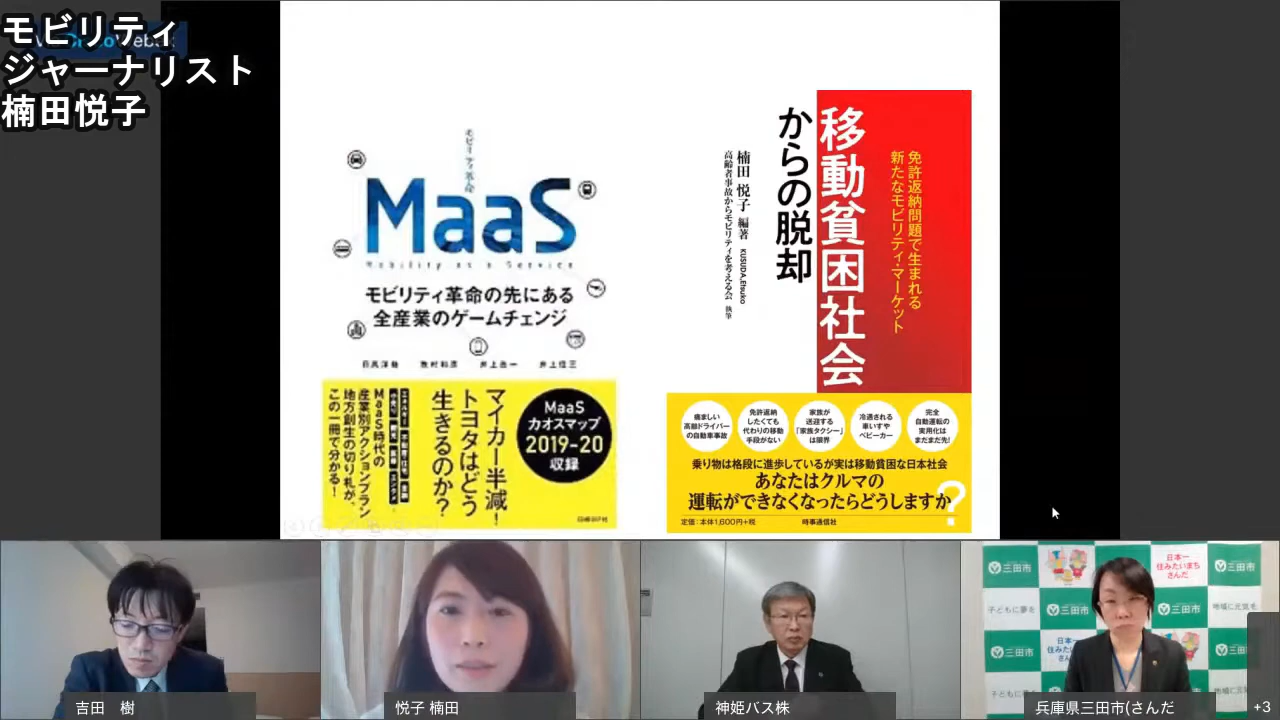 モビリティ
ジャーナリスト
楠田悦子
モビリティ革命
MaaS
Mobility as a Service
モビリティ革命の先にある
全産業のゲームチェンジ
日高洋祐 牧村和彦 井上岳一 井上佳三
マイカー半減!
トヨタはどう
生きるのか?
MaaS時代の
産業別アクションプラン
地方創生の切り札が、
この一冊で分かる!
MaaS
カオスマップ
2019-20
収録
日経BP社
免許返納問題で生まれる
新たなモビリティ・マーケット
移動貧困社会
からの脱却
楠田 悦子 編著 KUSUDA,Etsuko
高齢者事故からモビリティを考える会 執筆
痛ましい
高齢ドライバー
の自動車事故
免許返納
したくても
代わりの移動
手段がない
家族が
送迎する
「家族タクシー」
は限界
冷遇される
車いすや
ベビーカー
完全
自動運転の
実用化は
まだまだ先!
乗り物は格段に進歩しているが実は移動貧困な日本社会
あなたはクルマの
運転ができなくなったらどうしますか?
定価:本体1,600円+税 時事通信社
吉田 樹
悦子 楠田
神姫バス株
三田市
日本一
住みたいまち
さんだ
三田市
子どもに夢を
三田市
三田市
地域に元気を
三田市
三田市
兵庫県三田市(さんだ
+3